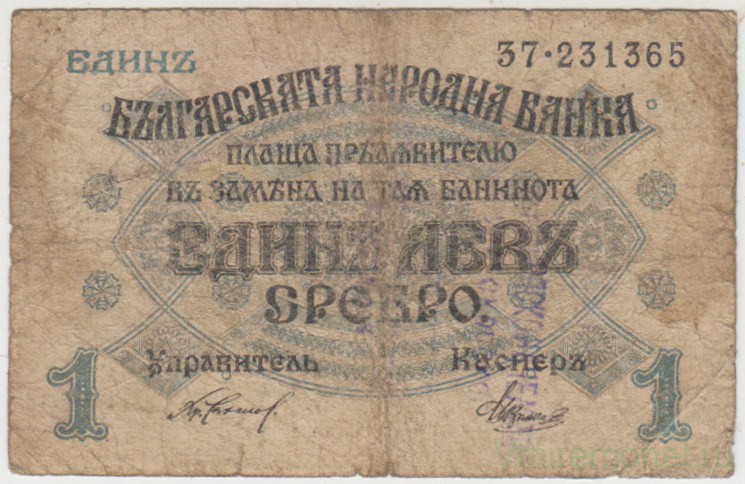 ЕДИНЪ
37·231365
БЪЛГАРСКАТА НАРОДНА БАНКА
ПЛАЩА ПРѢДЯВИТЕЛЮ
ВЪ ЗАМѢНА НА ТАЯ БАНКНОТА
ЕДИНЪ ЛЕВЪ
СРЕБРО.
Управитель Касиеръ
1 1